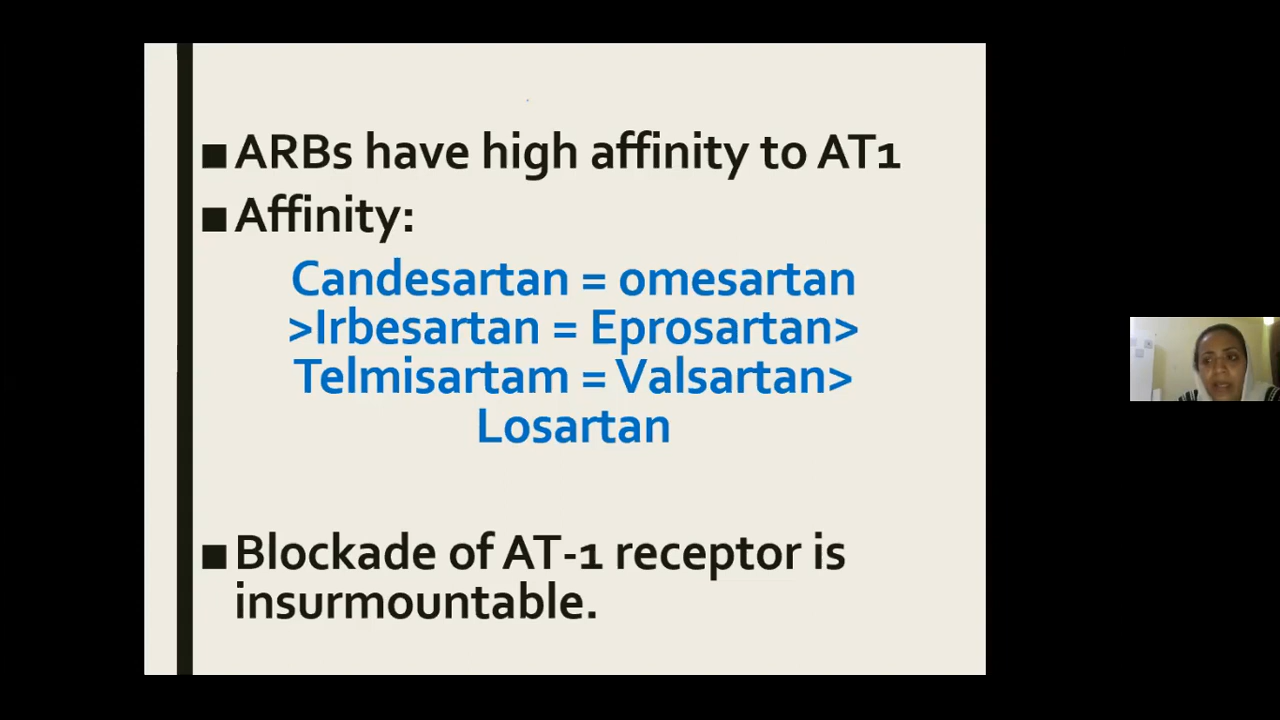 ■ ARBs have high affinity to AT1
■ Affinity:
Candesartan = omesartan
>Irbesartan = Eprosartan>
Telmisartam = Valsartan>
Losartan
■ Blockade of AT-1 receptor is
insurmountable.